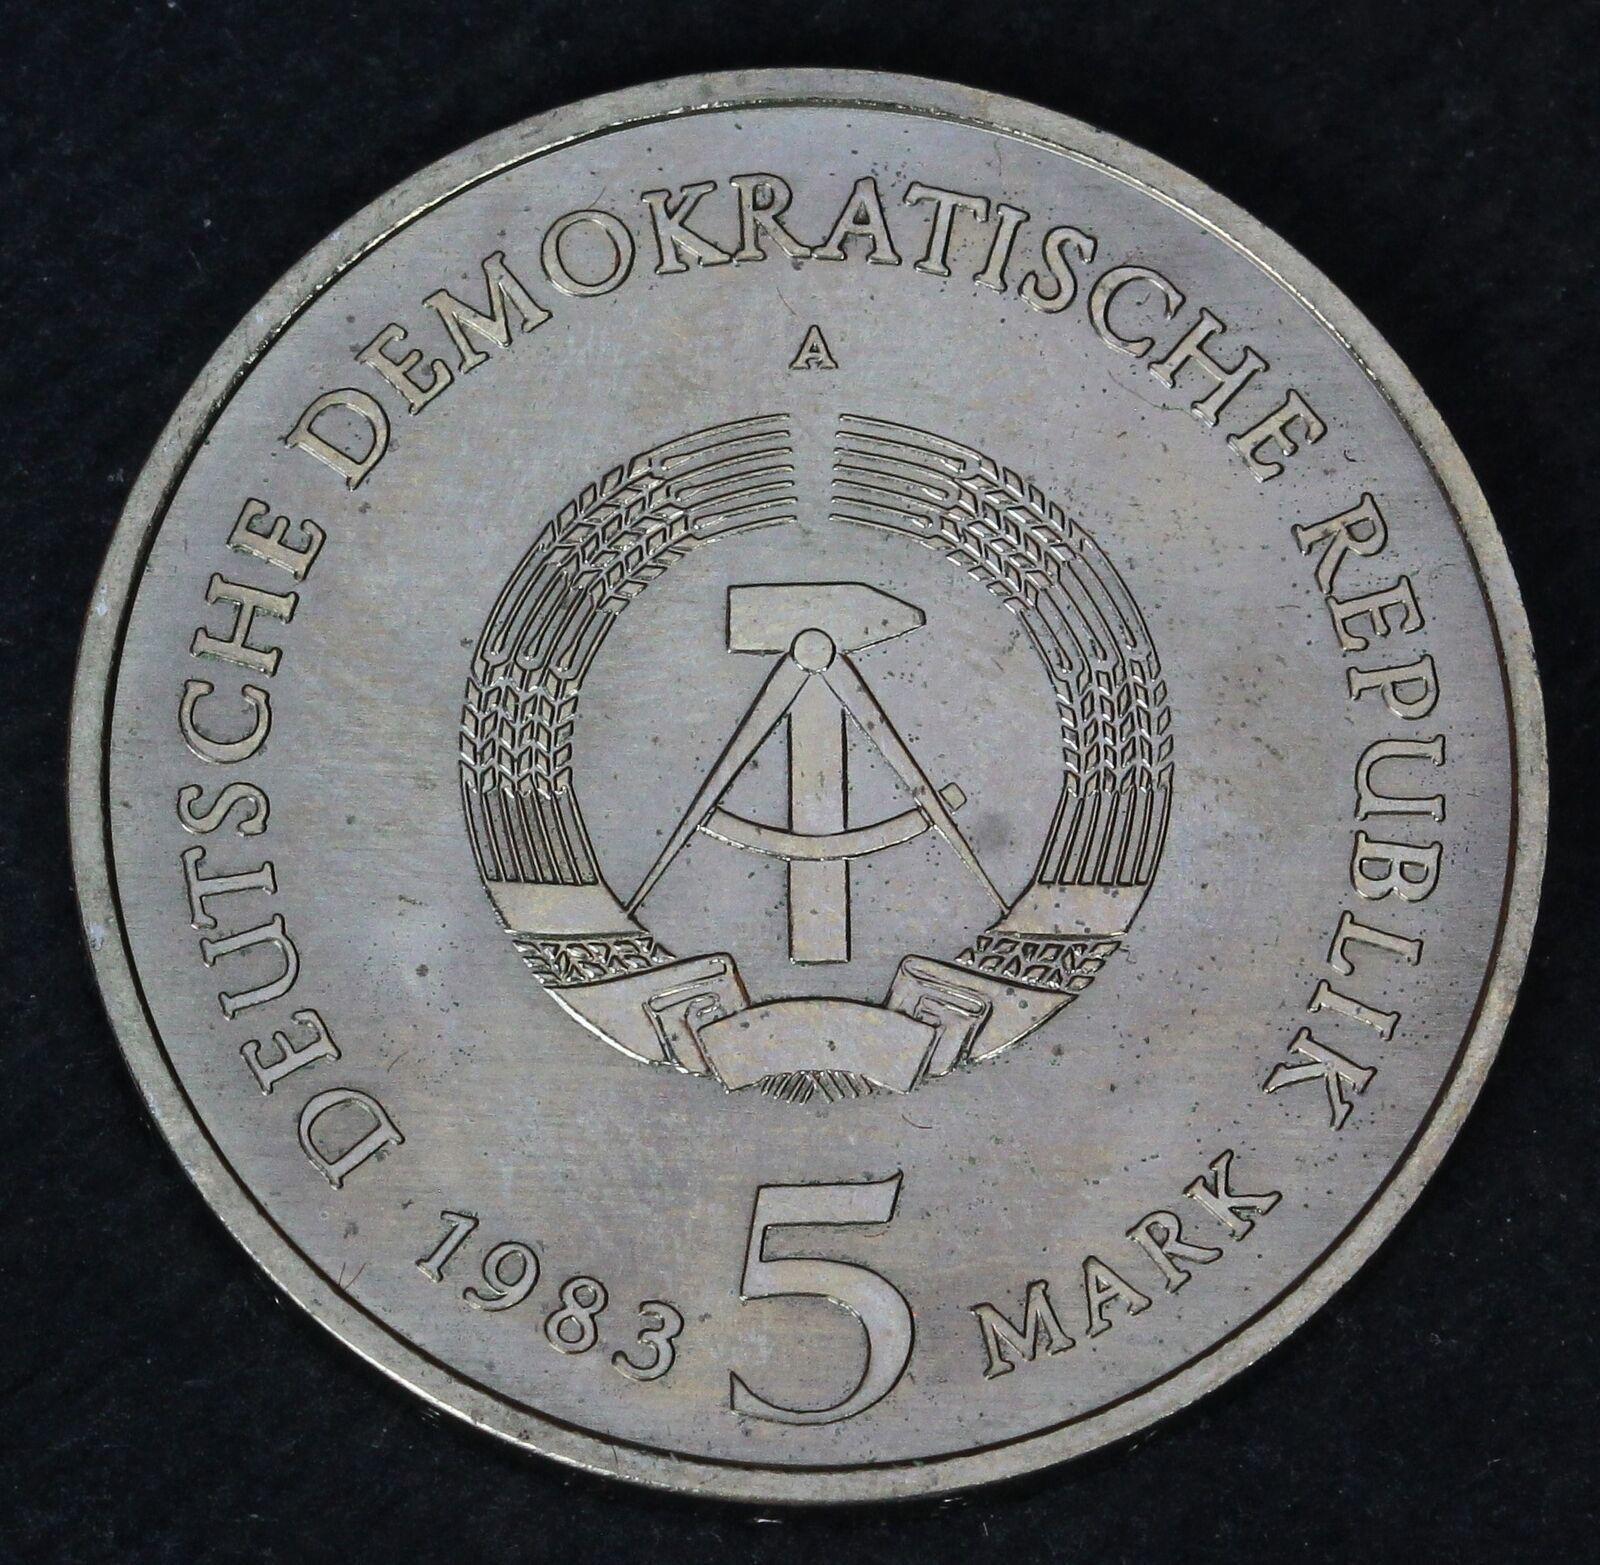 DEUTSCHE DEMOKRATISCHE REPUBLIK
A
1983 5 MARK